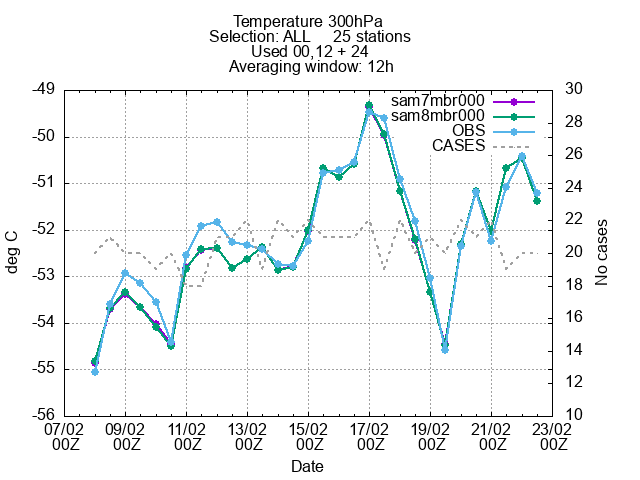 Temperature 300hPa
Selection: ALL 25 stations
Used 00,12 + 24
Averaging window: 12h
-49 30
sam7mbr000
sam8mbr000
OBS
CASES
-50 28
-51 26
-52 24
-53 22
-54 20
-55 18
-56 16
14
12
10
deg C
No cases
07/02 09/02 11/02 13/02 15/02 17/02 19/02 21/02 23/02
00Z 00Z 00Z 00Z 00Z 00Z 00Z 00Z 00Z
Date